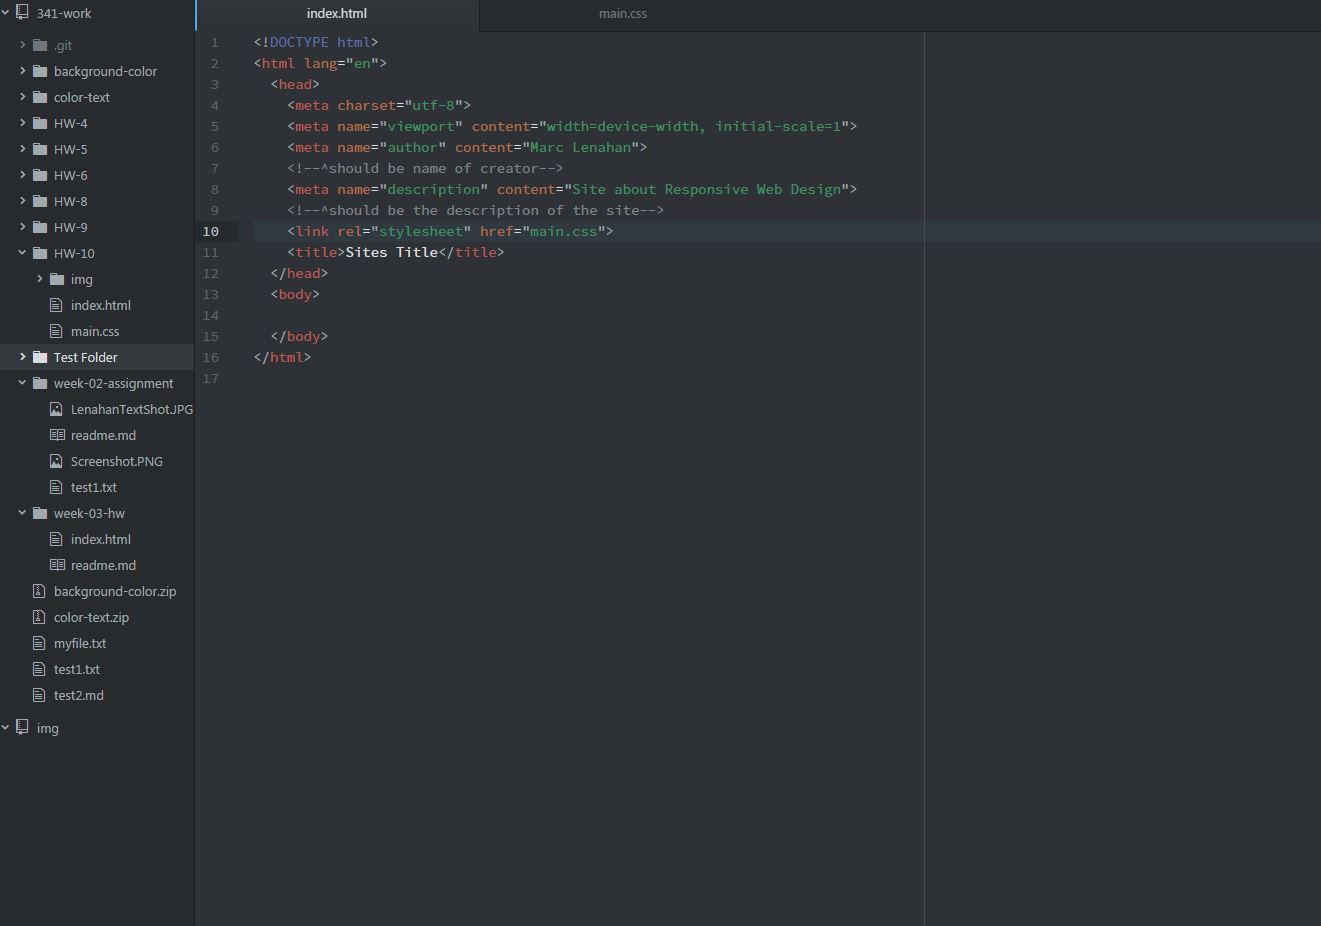 341-work
.git
background-color
color-text
HW-4
HW-5
HW-6
HW-8
HW-9
HW-10
img
index.html
main.css
Test Folder
week-02-assignment
LenahanTextShot.JPG
readme.md
Screenshot.PNG
test1.txt
week-03-hw
index.html
readme.md
background-color.zip
color-text.zip
myfile.txt
test1.txt
test2.md
img
index.html main.css
1 <!DOCTYPE html>
2 <html lang="en">
3 <head>
4 <meta charset="utf-8">
5 <meta name="viewport" content="width=device-width, initial-scale=1">
6 <meta name="author" content="Marc Lenahan">
7 <!--^should be name of creator-->
8 <meta name="description" content="Site about Responsive Web Design">
9 <!--^should be the description of the site-->
10 <link rel="stylesheet" href="main.css">
11 <title>Sites Title</title>
12 </head>
13 <body>
14
15 </body>
16 </html>
17